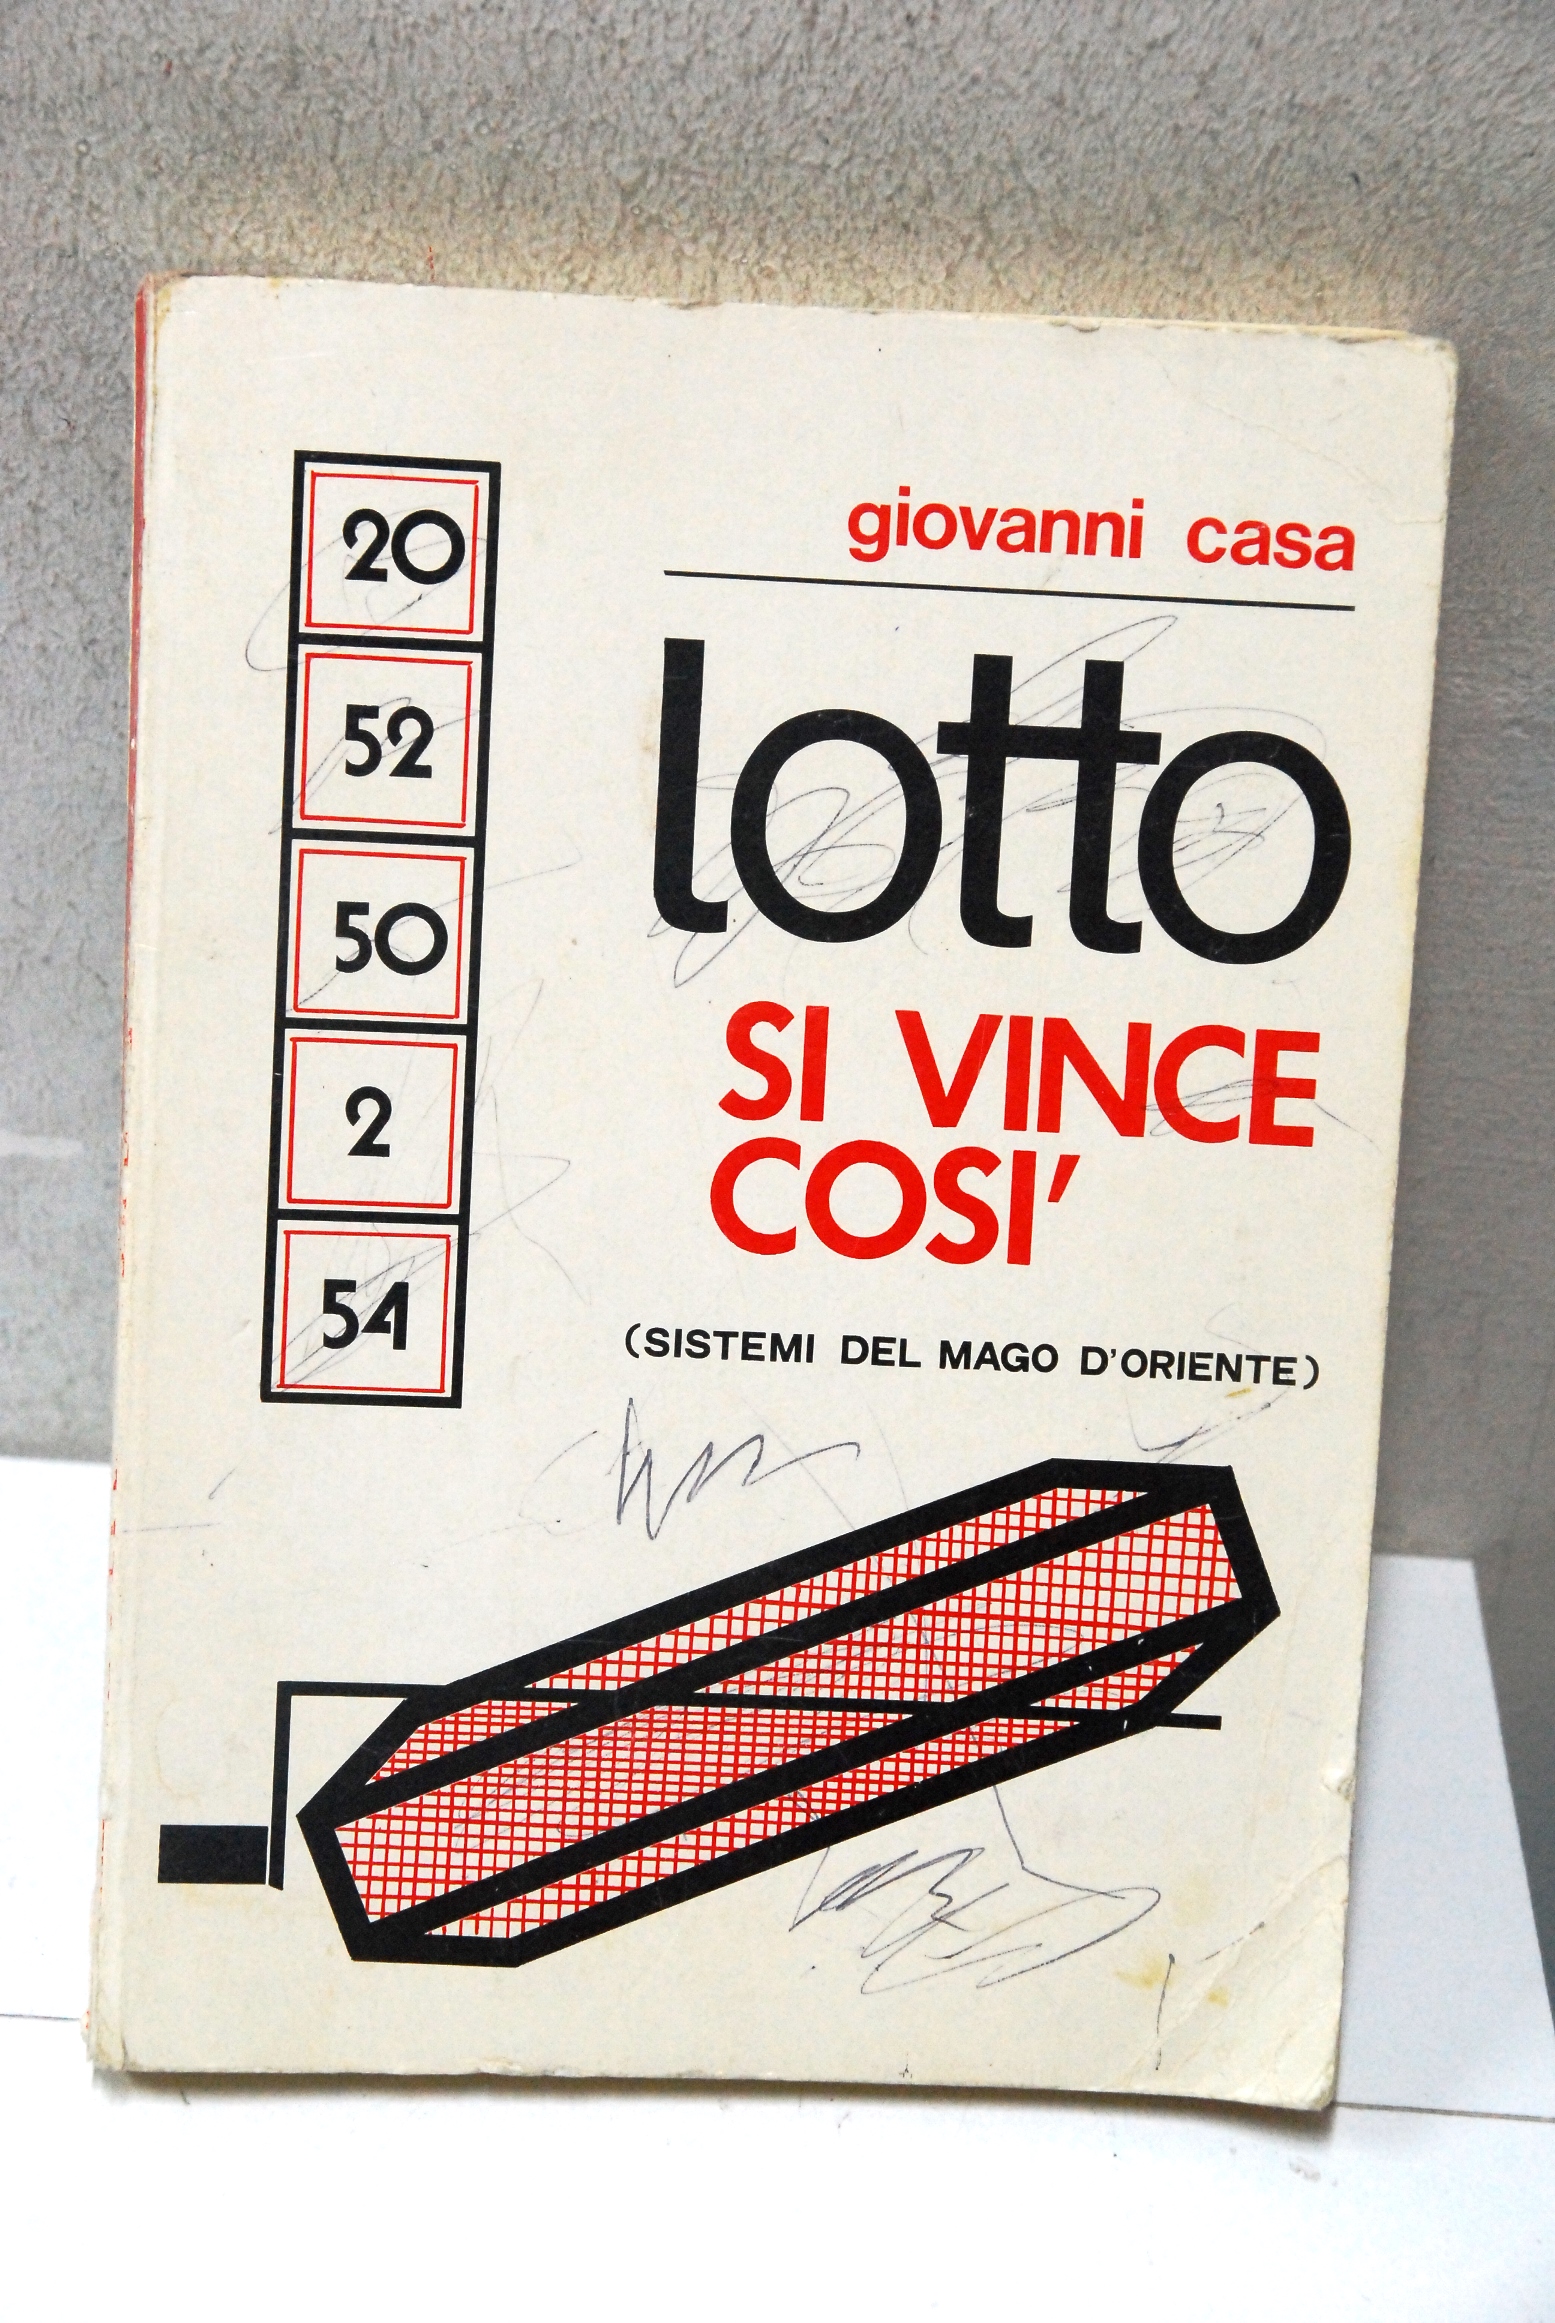 20
52
50
2
54
giovanni casa
lotto
SI VINCE
COSI'
(SISTEMI DEL MAGO D'ORIENTE)